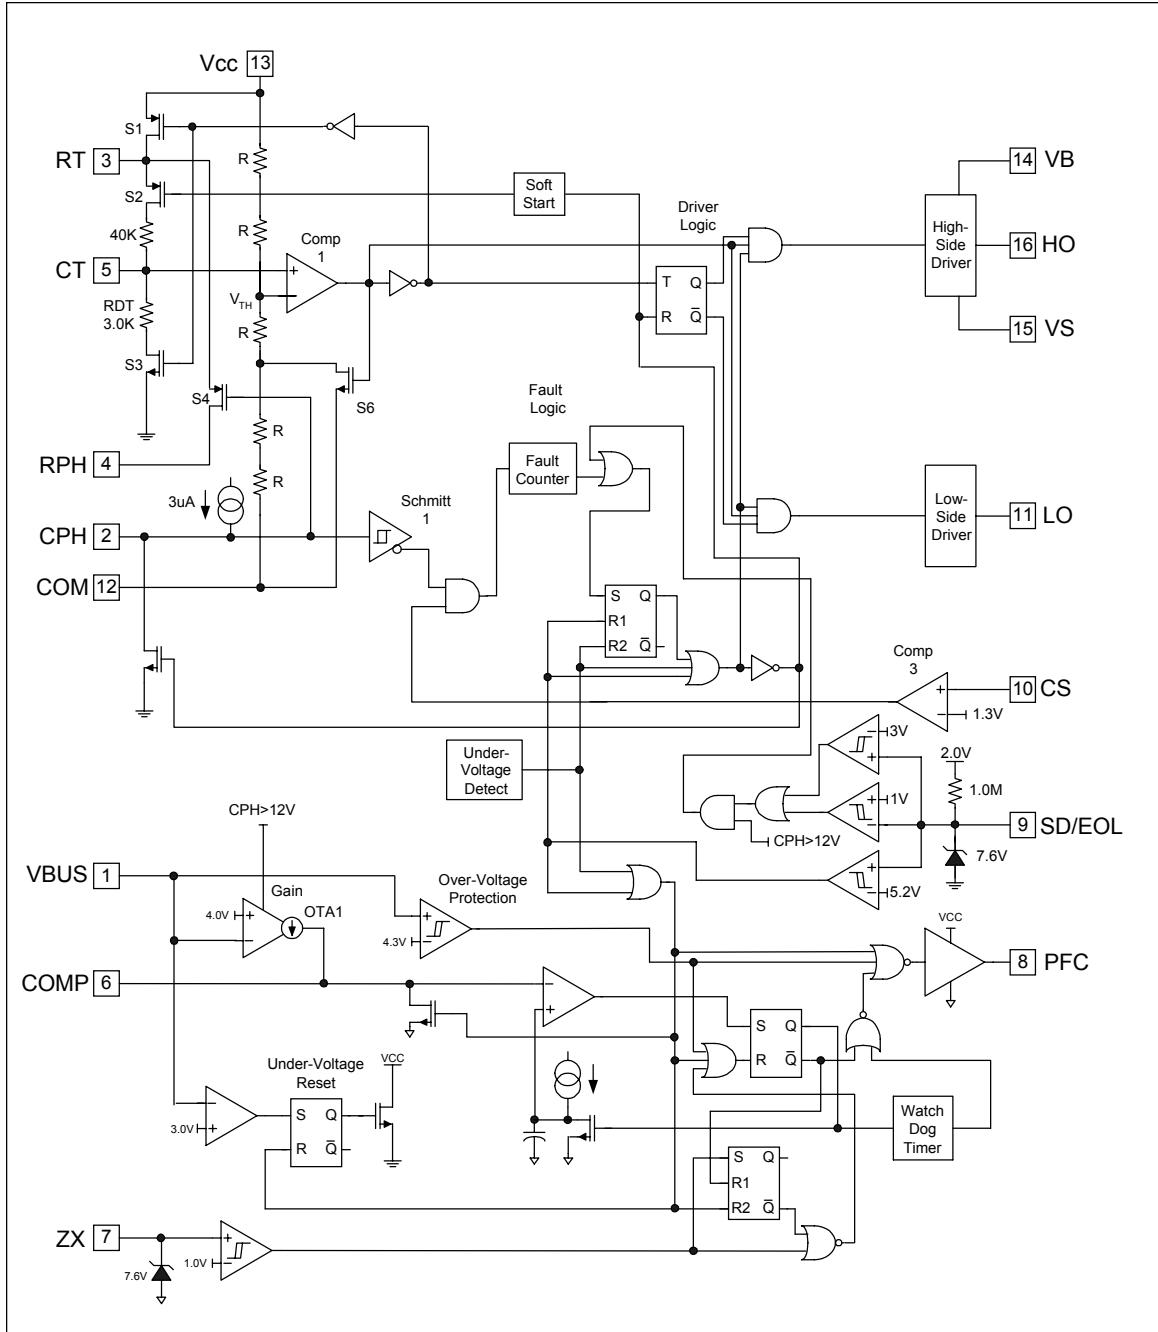 Vcc 13
S1
R
RT 3
14 VB
S2
Soft
Start
Driver
Logic
High-
Side
Driver
40K
R
Comp
1
16 HO
CT 5
+
−
VTH
T Q
R Q̅
RDT
3.0K
R
15 VS
S3
S4
S6
Fault
Logic
R
RPH 4
Fault
Counter
R
3uA
Schmitt
1
Low-
Side
Driver
11 LO
CPH 2
COM 12
S Q
R1
R2 Q̅
Comp
3
+
−
10 CS
1.3V
Under-
Voltage
Detect
3V
−
+
2.0V
1.0M
1V
+
−
9 SD/EOL
CPH>12V
CPH>12V
7.6V
VBUS 1
Gain
OTA1
4.0V
+
−
Over-Voltage
Protection
+
−
4.3V
+
−
5.2V
VCC
8 PFC
COMP 6
−
+
S Q
R Q̅
Under-Voltage
Reset
VCC
−
+
3.0V
S Q
R Q̅
Watch
Dog
Timer
S Q
R1
R2 Q̅
ZX 7
+
−
1.0V
7.6V